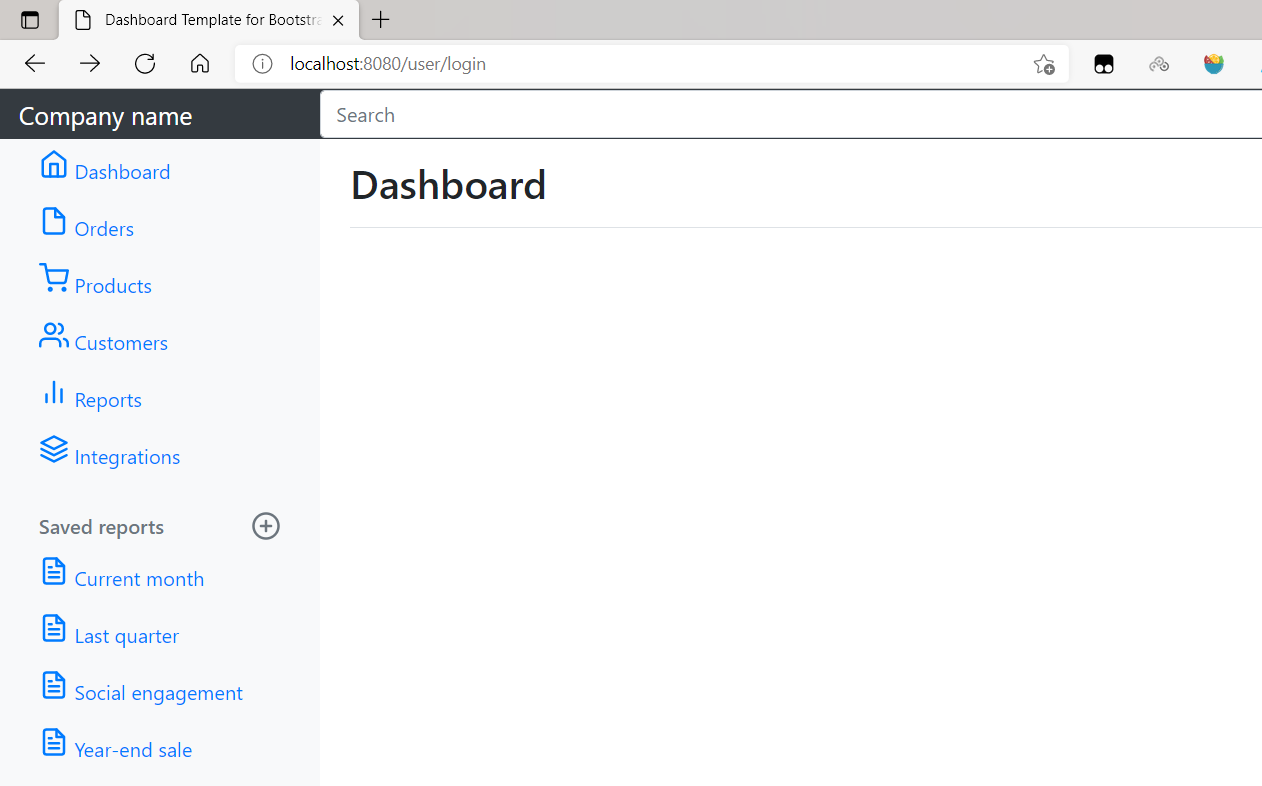 Dashboard Template for Bootstra
localhost:8080/user/login
Company name
Search
Dashboard
Dashboard
Orders
Products
Customers
Reports
Integrations
Saved reports
Current month
Last quarter
Social engagement
Year-end sale